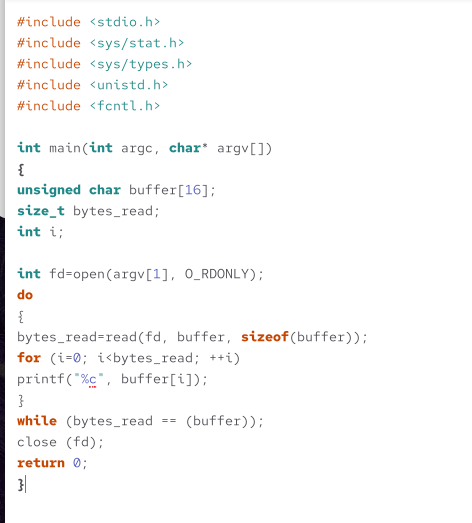 #include <stdio.h>
#include <sys/stat.h>
#include <sys/types.h>
#include <unistd.h>
#include <fcntl.h>
int main(int argc, char* argv[])
{
unsigned char buffer[16];
size_t bytes_read;
int i;
int fd=open(argv[1], O_RDONLY);
do
{
bytes_read=read(fd, buffer, sizeof(buffer));
for (i=0; i<bytes_read; ++i)
printf("%c", buffer[i]);
}
while (bytes_read == (buffer));
close (fd);
return 0;
}